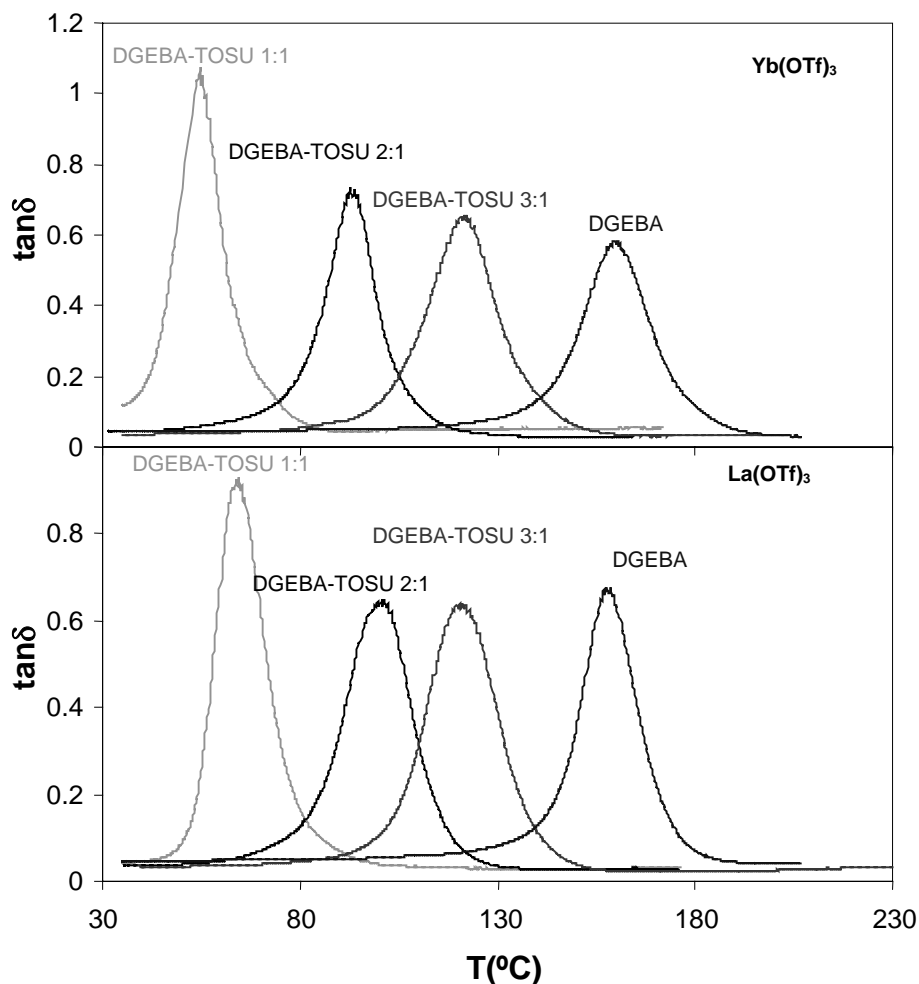 1.2
DGEBA-TOSU 1:1
Yb(OTf)₃
1
DGEBA-TOSU 2:1
0.8
DGEBA-TOSU 3:1
DGEBA
tanδ
0.6
0.4
0.2
0
DGEBA-TOSU 1:1
La(OTf)₃
0.8
DGEBA-TOSU 3:1
DGEBA
DGEBA-TOSU 2:1
tanδ
0.6
0.4
0.2
0
30 80 130 180 230
T(ºC)